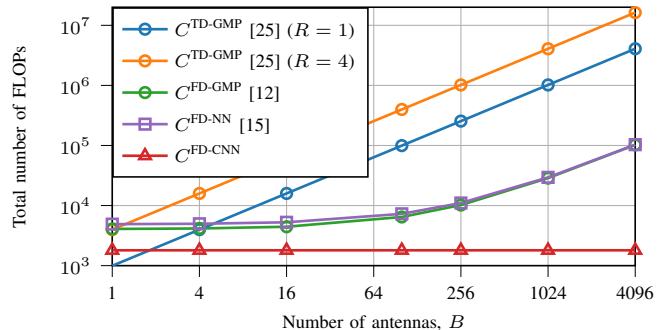 Total number of FLOPs
10^7
10^6
10^5
10^4
10^3
C^TD-GMP [25] (R = 1)
C^TD-GMP [25] (R = 4)
C^FD-GMP [12]
C^FD-NN [15]
C^FD-CNN
1 4 16 64 256 1024 4096
Number of antennas, B